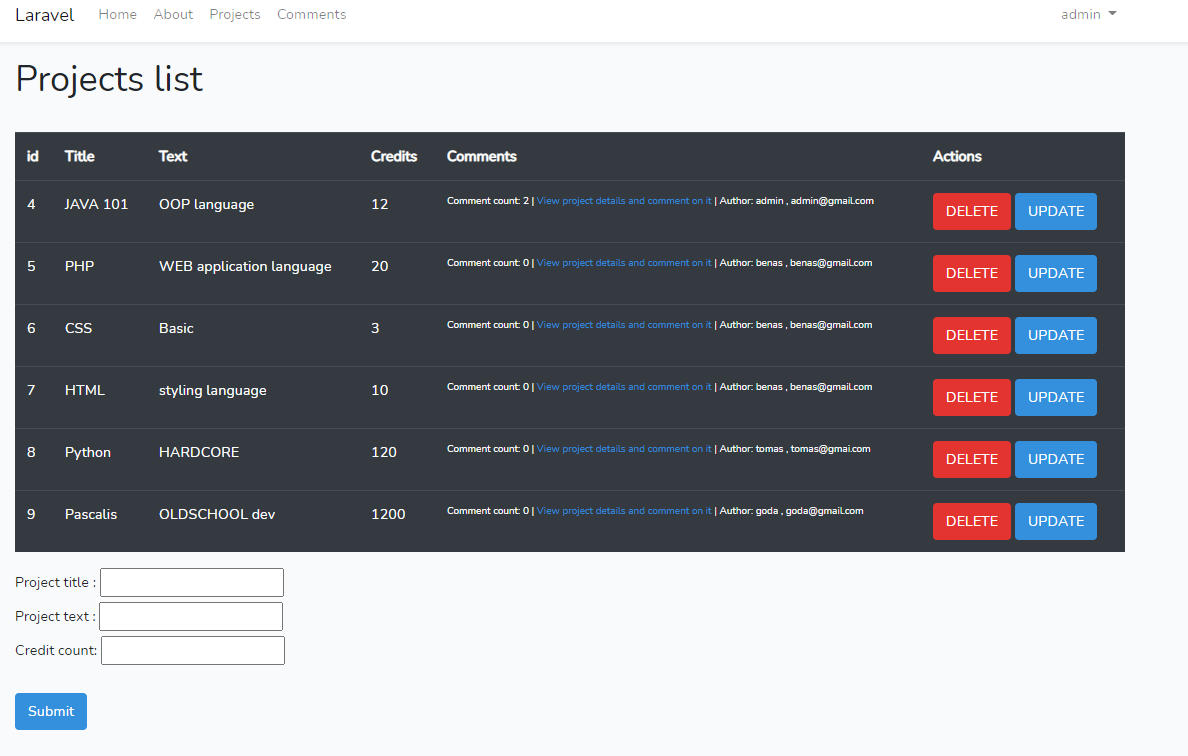 Laravel Home About Projects Comments admin
Projects list
id Title Text Credits Comments Actions
4 JAVA 101 OOP language 12 Comment count: 2 | View project details and comment on it | Author: admin , admin@gmail.com DELETE UPDATE
5 PHP WEB application language 20 Comment count: 0 | View project details and comment on it | Author: benas , benas@gmail.com DELETE UPDATE
6 CSS Basic 3 Comment count: 0 | View project details and comment on it | Author: benas , benas@gmail.com DELETE UPDATE
7 HTML styling language 10 Comment count: 0 | View project details and comment on it | Author: benas , benas@gmail.com DELETE UPDATE
8 Python HARDCORE 120 Comment count: 0 | View project details and comment on it | Author: tomas , tomas@gmai.com DELETE UPDATE
9 Pascalis OLDSCHOOL dev 1200 Comment count: 0 | View project details and comment on it | Author: goda , goda@gmail.com DELETE UPDATE
Project title :
Project text :
Credit count:
Submit